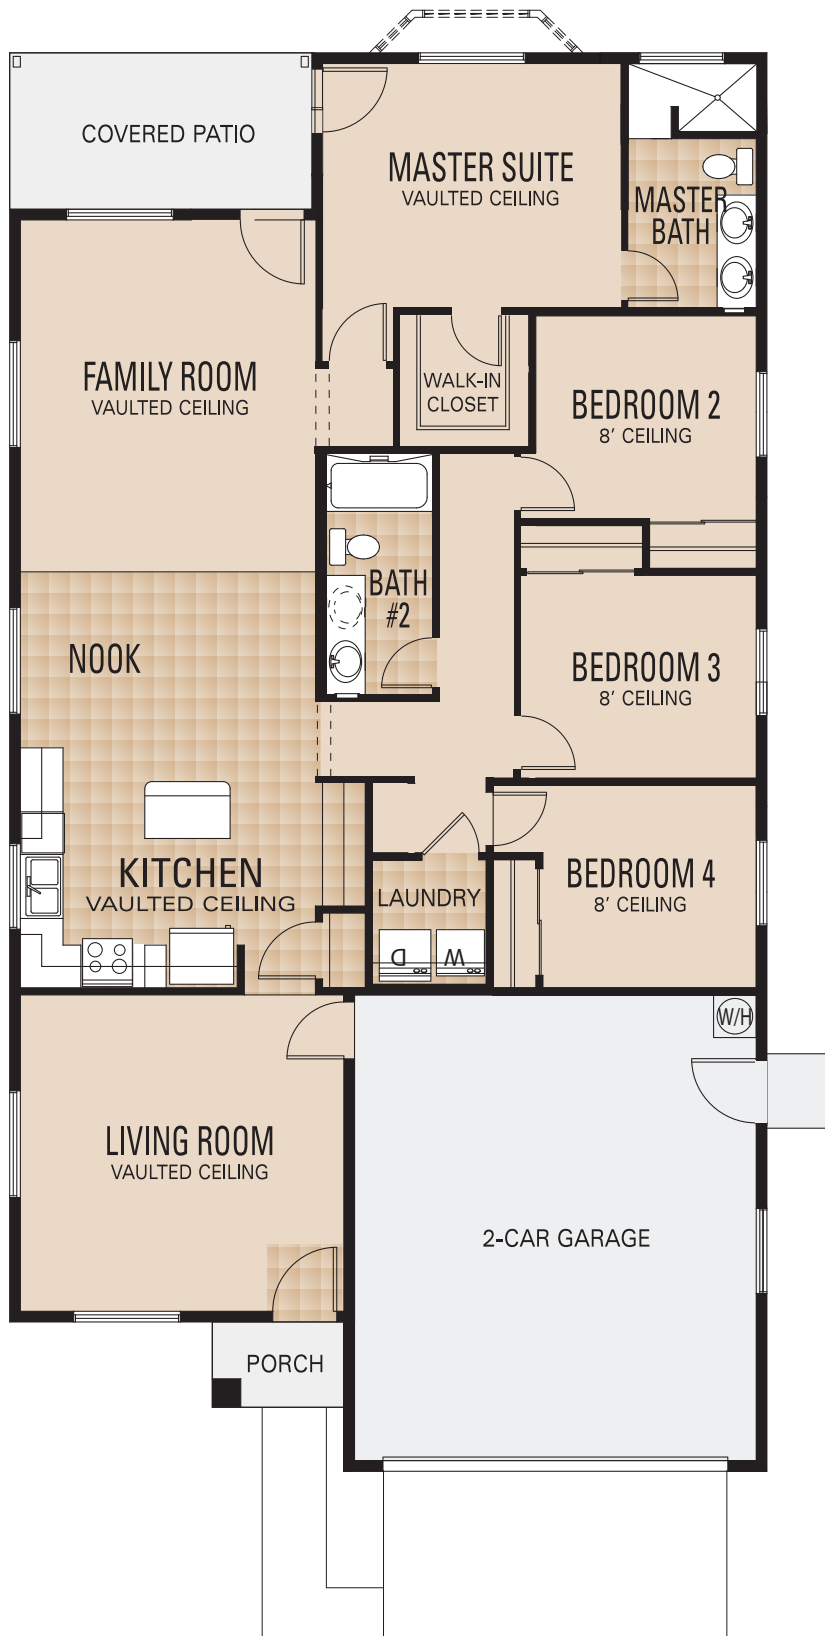 COVERED PATIO
MASTER SUITE
VAULTED CEILING
MASTER
BATH
FAMILY ROOM
VAULTED CEILING
WALK-IN
CLOSET
BEDROOM 2
8' CEILING
BATH
#2
NOOK
BEDROOM 3
8' CEILING
KITCHEN
VAULTED CEILING
LAUNDRY
D
W
BEDROOM 4
8' CEILING
W/H
LIVING ROOM
VAULTED CEILING
2-CAR GARAGE
PORCH